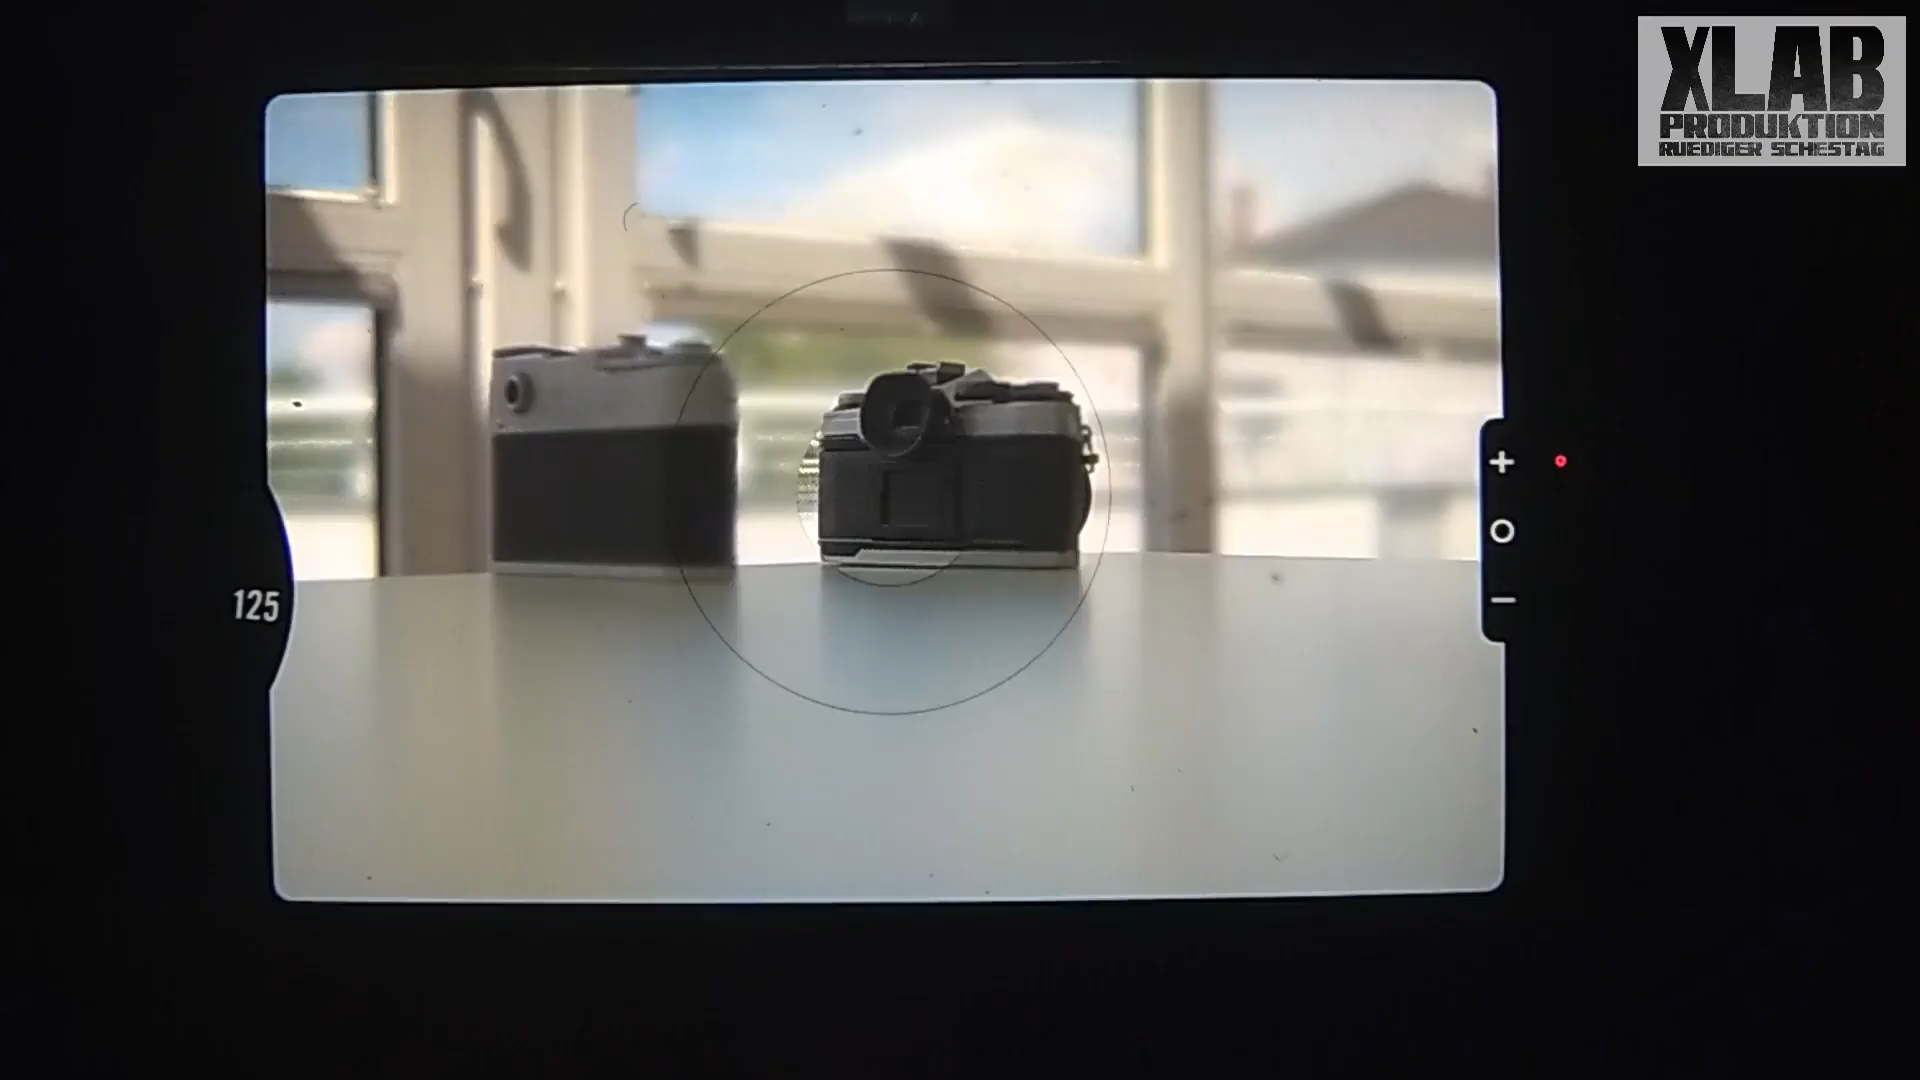 XLAB
PRODUKTION
RUEDIGER SCHESTAG
125
+
O
−